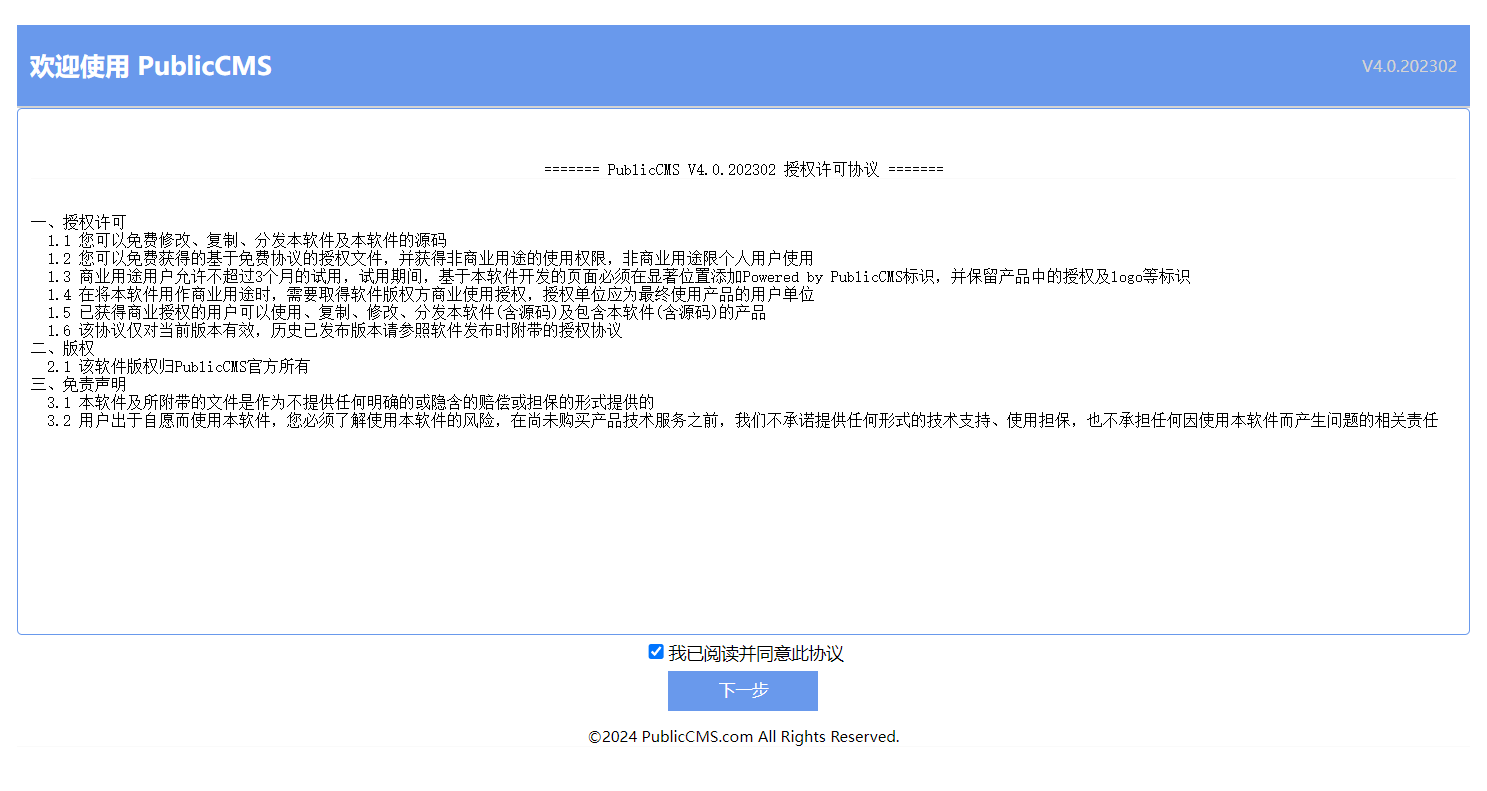 欢迎使用 PublicCMS
V4.0.202302
======= PublicCMS V4.0.202302 授权许可协议 =======
一、授权许可
1.1 您可以免费修改、复制、分发本软件及本软件的源码
1.2 您可以免费获得的基于免费协议的授权文件，并获得非商业用途的使用权限，非商业用途限个人用户使用
1.3 商业用途用户允许不超过3个月的试用，试用期间，基于本软件开发的页面必须在显著位置添加Powered by PublicCMS标识，并保留产品中的授权及logo等标识
1.4 在将本软件用作商业用途时，需要取得软件版权方商业使用授权，授权单位应为最终使用产品的用户单位
1.5 已获得商业授权的用户可以使用、复制、修改、分发本软件(含源码)及包含本软件(含源码)的产品
1.6 该协议仅对当前版本有效，历史已发布版本请参照软件发布时附带的授权协议
二、版权
2.1 该软件版权归PublicCMS官方所有
三、免责声明
3.1 本软件及所附带的文件是作为不提供任何明确的或隐含的赔偿或担保的形式提供的
3.2 用户出于自愿而使用本软件，您必须了解使用本软件的风险，在尚未购买产品技术服务之前，我们不承诺提供任何形式的技术支持、使用担保，也不承担任何因使用本软件而产生问题的相关责任
我已阅读并同意此协议
下一步
©2024 PublicCMS.com All Rights Reserved.